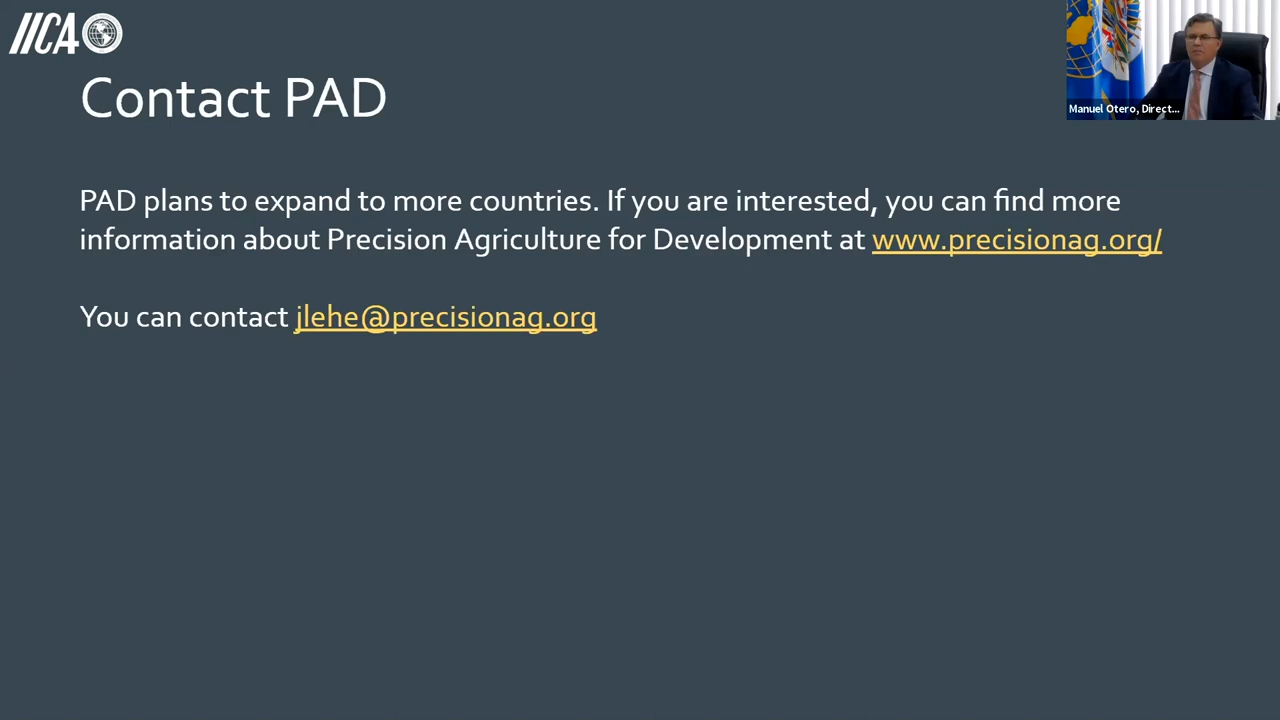 IICA
Manuel Otero, Direct...
Contact PAD
PAD plans to expand to more countries. If you are interested, you can find more
information about Precision Agriculture for Development at www.precisionag.org/
You can contact jlehe@precisionag.org